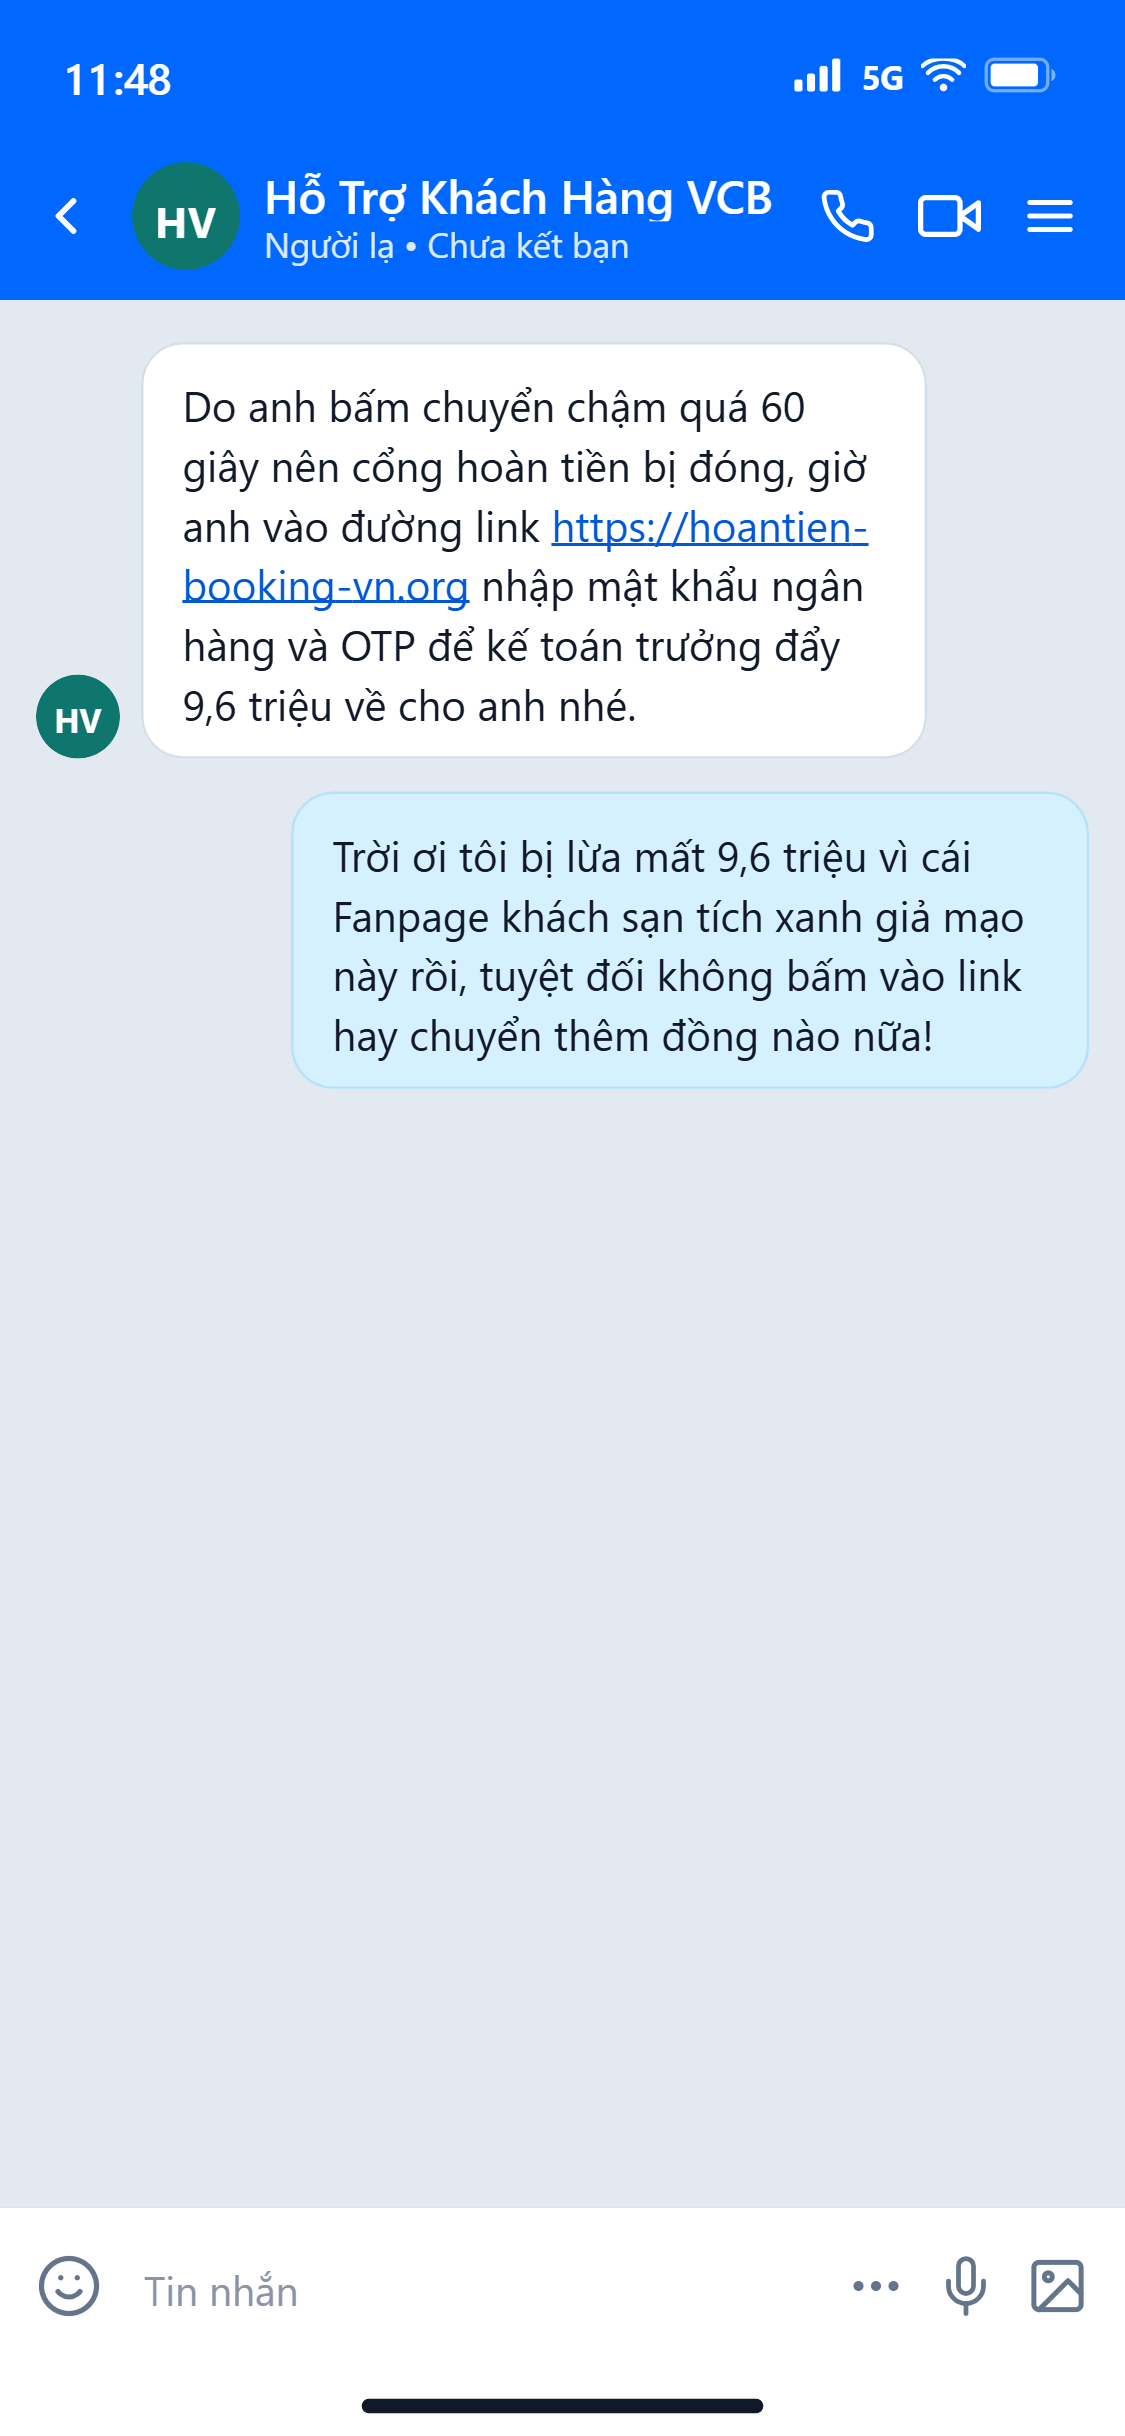 11:48
5G
HV
Hỗ Trợ Khách Hàng VCB
Người lạ • Chưa kết bạn
Do anh bấm chuyển chậm quá 60
giây nên cổng hoàn tiền bị đóng, giờ
anh vào đường link https://hoantien-
booking-vn.org nhập mật khẩu ngân
hàng và OTP để kế toán trưởng đẩy
9,6 triệu về cho anh nhé.
HV
Trời ơi tôi bị lừa mất 9,6 triệu vì cái
Fanpage khách sạn tích xanh giả mạo
này rồi, tuyệt đối không bấm vào link
hay chuyển thêm đồng nào nữa!
Tin nhắn